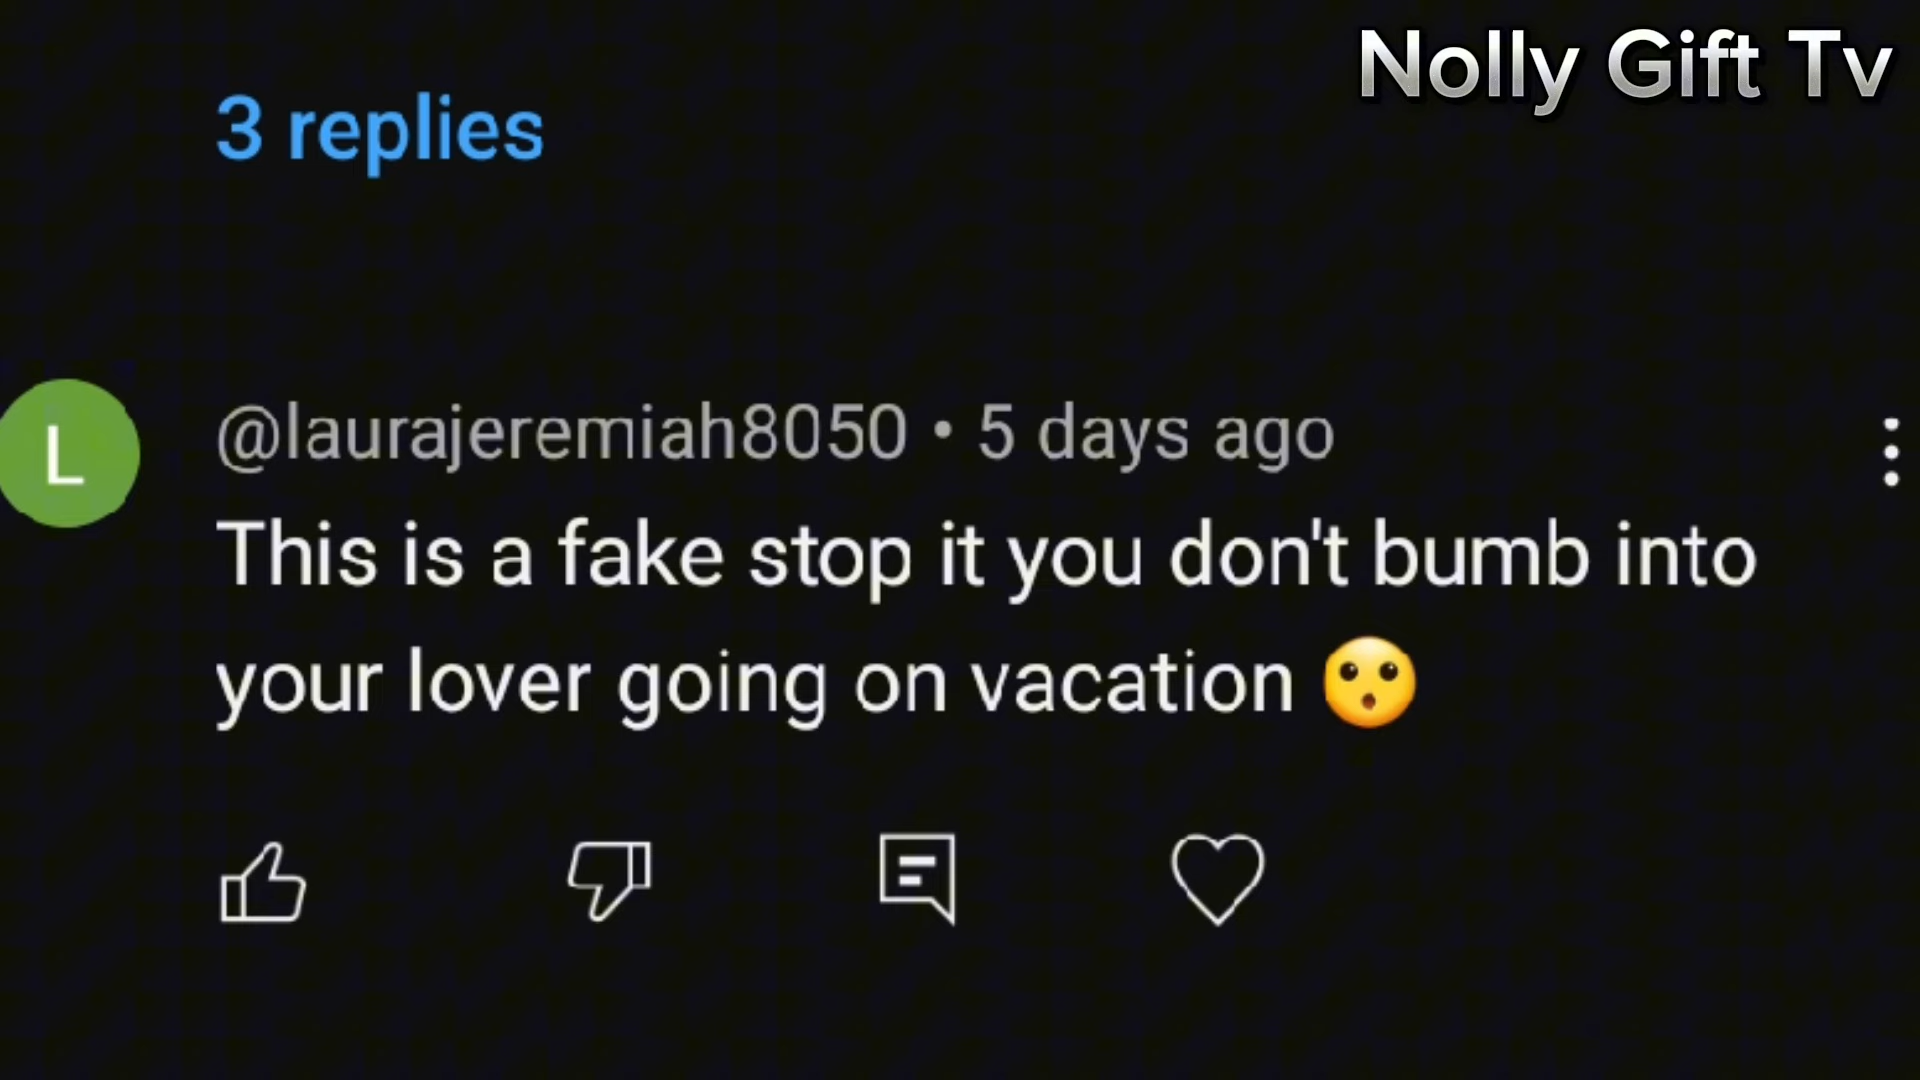 Nolly Gift Tv
3 replies
L
@laurajeremiah8050 • 5 days ago
This is a fake stop it you don't bumb into
your lover going on vacation 😮